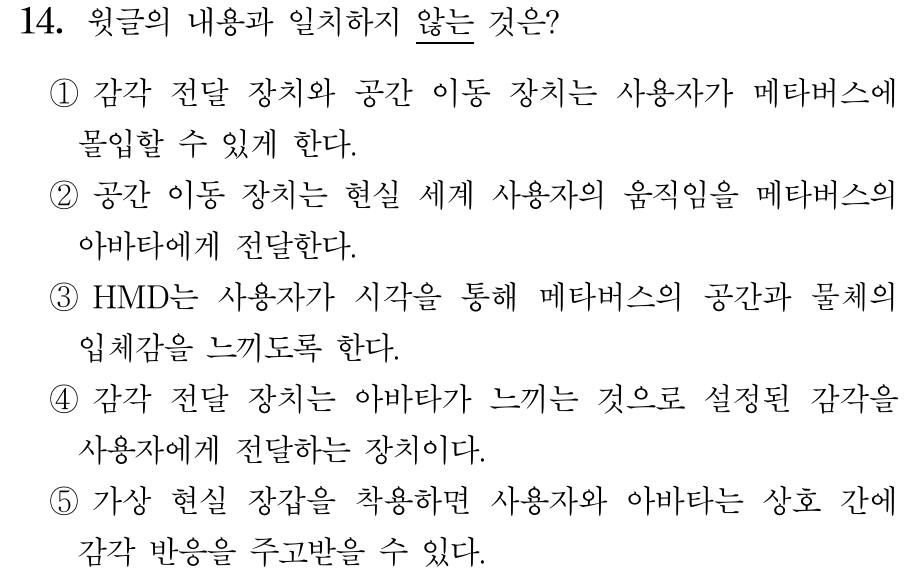 14. 윗글의 내용과 일치하지 않는 것은?
① 감각 전달 장치와 공간 이동 장치는 사용자가 메타버스에
몰입할 수 있게 한다.
② 공간 이동 장치는 현실 세계 사용자의 움직임을 메타버스의
아바타에게 전달한다.
③ HMD는 사용자가 시각을 통해 메타버스의 공간과 물체의
입체감을 느끼도록 한다.
④ 감각 전달 장치는 아바타가 느끼는 것으로 설정된 감각을
사용자에게 전달하는 장치이다.
⑤ 가상 현실 장갑을 착용하면 사용자와 아바타는 상호 간에
감각 반응을 주고받을 수 있다.